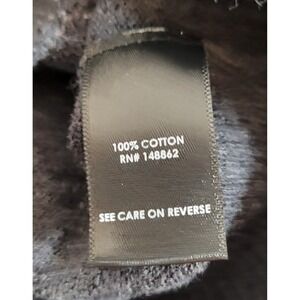 100% COTTON
RN# 148862
SEE CARE ON REVERSE